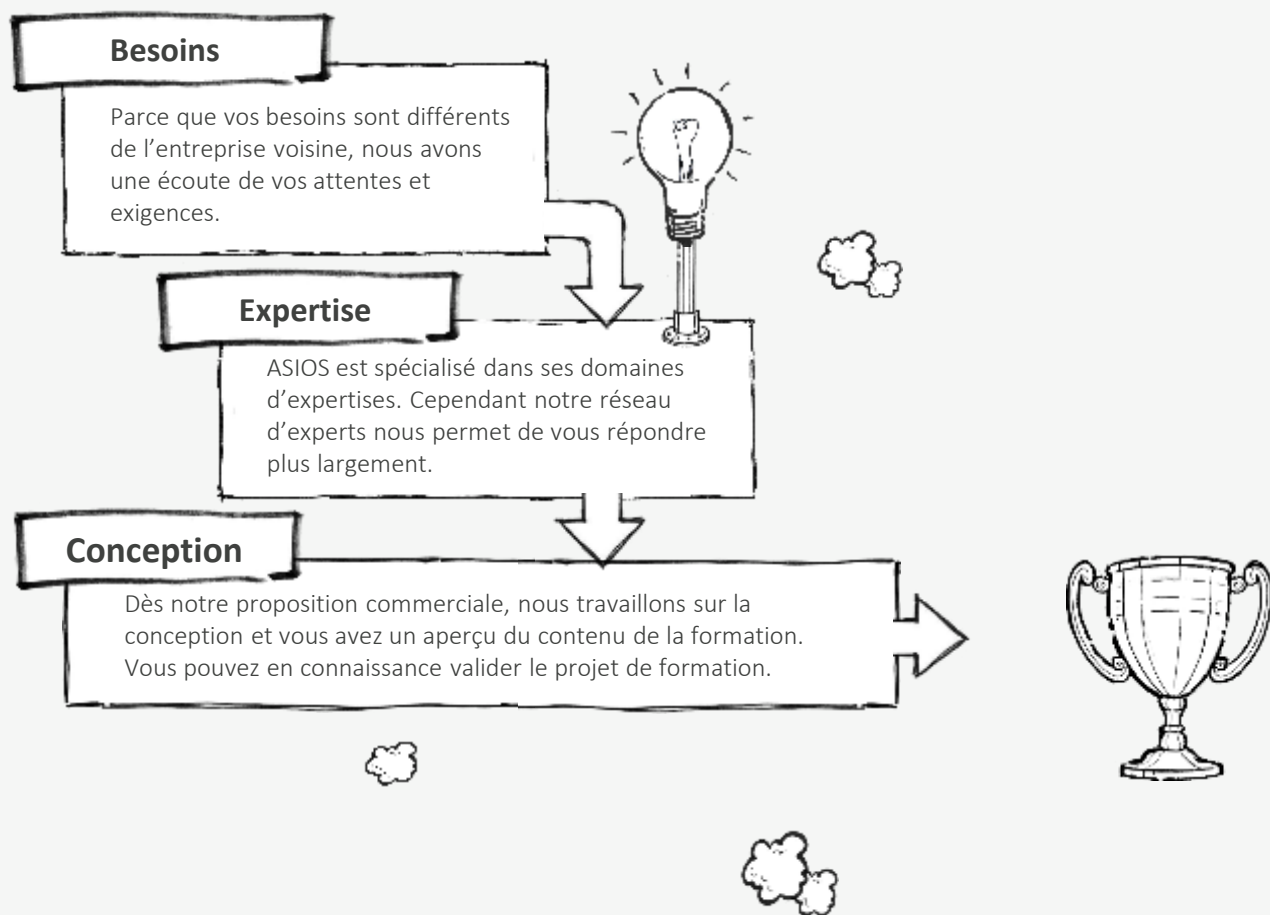 Besoins
Parce que vos besoins sont différents
de l’entreprise voisine, nous avons
une écoute de vos attentes et
exigences.
Expertise
ASIOS est spécialisé dans ses domaines
d’expertises. Cependant notre réseau
d’experts nous permet de vous répondre
plus largement.
Conception
Dès notre proposition commerciale, nous travaillons sur la
conception et vous avez un aperçu du contenu de la formation.
Vous pouvez en connaissance valider le projet de formation.